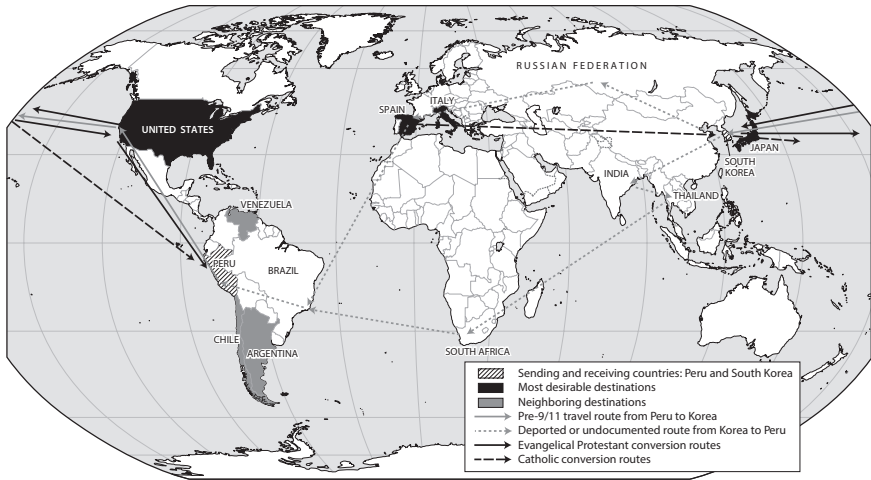 RUSSIAN FEDERATION
ITALY
SPAIN
UNITED STATES
JAPAN
SOUTH
KOREA
INDIA
THAILAND
VENEZUELA
PERU
BRAZIL
CHILE
ARGENTINA
SOUTH AFRICA
Sending and receiving countries: Peru and South Korea
Most desirable destinations
Neighboring destinations
Pre-9/11 travel route from Peru to Korea
Deported or undocumented route from Korea to Peru
Evangelical Protestant conversion routes
Catholic conversion routes